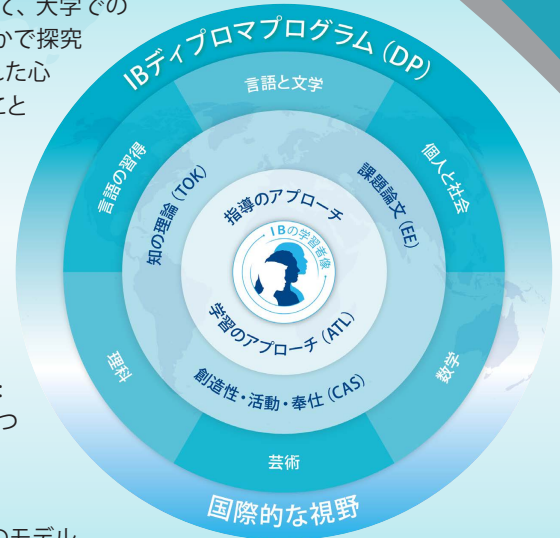 て、大学での
かで探究
れた心
こと
つ
のモデル
IBディプロマプログラム（DP）
言語と文学
言語の習得
個人と社会
知の理論（TOK）
課題論文（EE）
指導のアプローチ
IBの学習者像
学習のアプローチ（ATL）
創造性・活動・奉仕（CAS）
理科
数学
芸術
国際的な視野